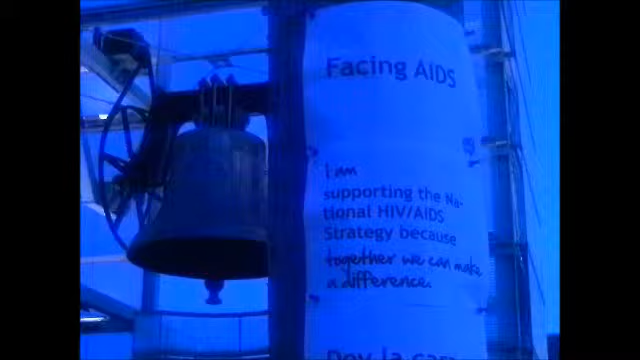 Facing AIDS
I am
supporting the Na-
tional HIV/AIDS
Strategy because
together we can make
a difference.